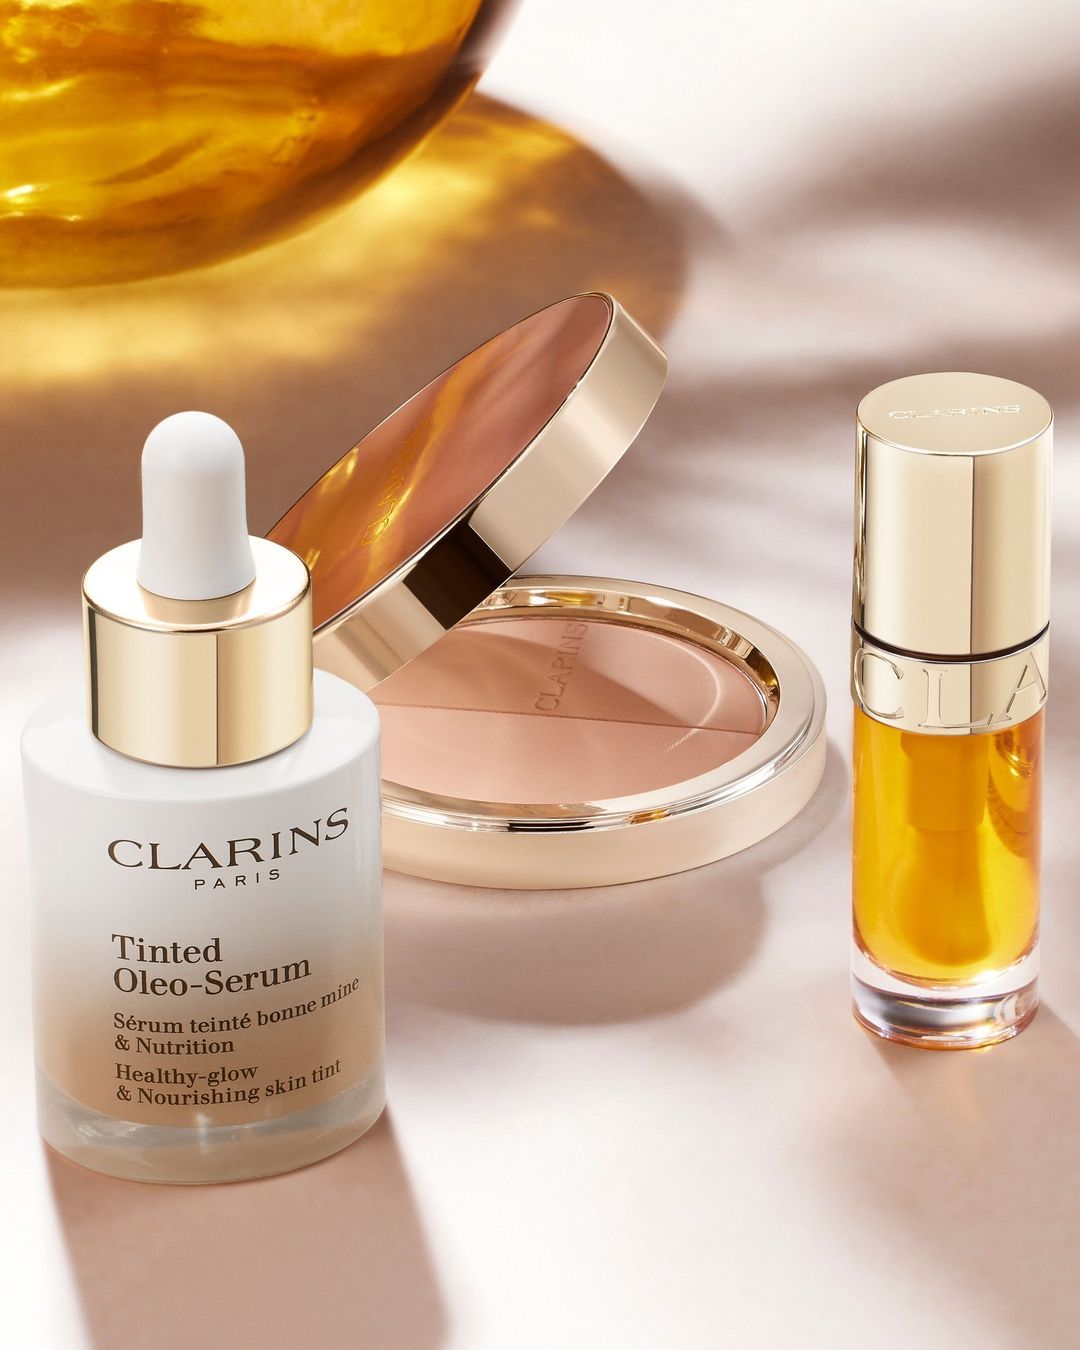 CLARINS
PARIS
Tinted
Oleo-Serum
Sérum teinté bonne mine
& Nutrition
Healthy-glow
& Nourishing skin tint
CLARINS
CLARINS
CLARINS
CLA